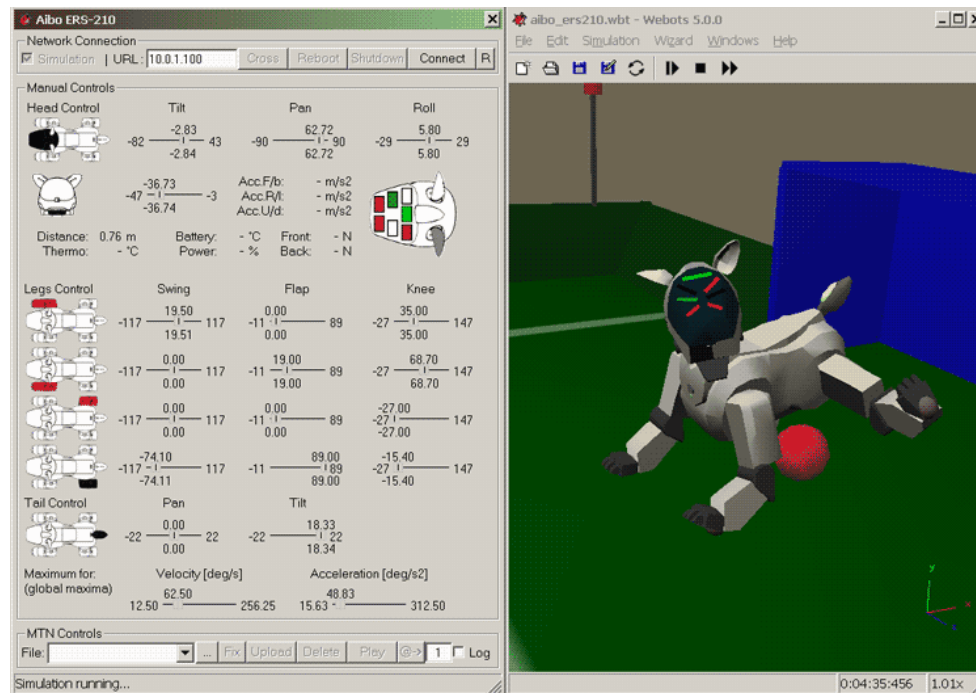 Aibo ERS-210
Network Connection
Simulation | URL: 10.0.1.100 Cross Reboot Shutdown Connect R
Manual Controls
Head Control Tilt Pan Roll
-2.83 62.72 5.80
-82 43 -90 90 -29 29
-2.84 62.72 5.80
-36.73 Acc.F/b: - m/s2
-47 -3 Acc.R/l: - m/s2
-36.74 Acc.U/d: - m/s2
Distance: 0.76 m Battery: - °C Front: - N
Thermo: - °C Power: - % Back: - N
Legs Control Swing Flap Knee
19.50 0.00 35.00
-117 117 -11 89 -27 147
19.51 0.00 35.00
0.00 19.00 68.70
-117 117 -11 89 -27 147
0.00 19.00 68.70
0.00 0.00 -27.00
-117 117 -11 89 -27 147
0.00 0.00 -27.00
-74.10 89.00 -15.40
-117 117 -11 89 -27 147
-74.11 89.00 -15.40
Tail Control Pan Tilt
0.00 18.33
-22 22 -22 22
0.00 18.34
Maximum for: Velocity [deg/s] Acceleration [deg/s2]
(global maxima) 62.50 48.83
12.50 256.25 15.63 312.50
MTN Controls
File: ... Fix Upload Delete Play @-> 1 Log
Simulation running...
aibo_ers210.wbt - Webots 5.0.0
File Edit Simulation Wizard Windows Help
y
x
0:04:35:456 1.01x